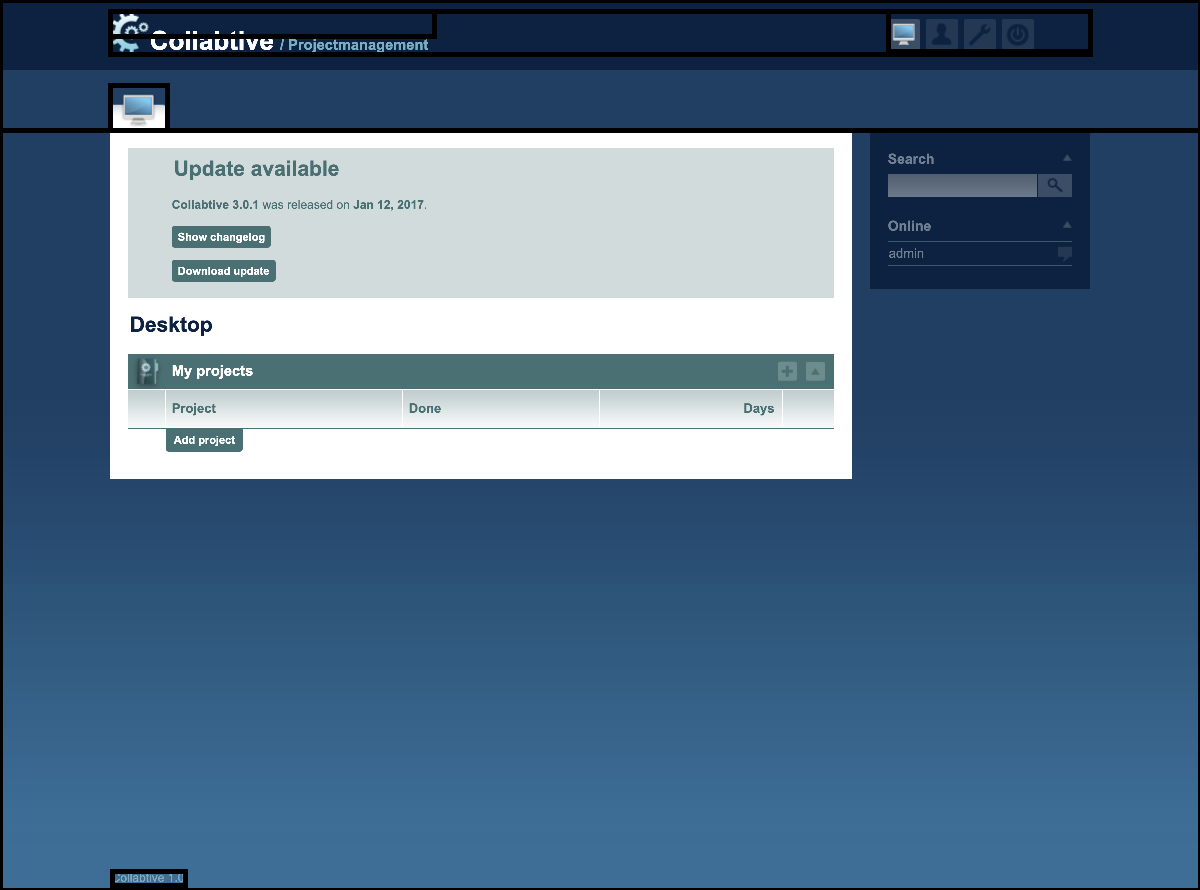 Collabtive / Projectmanagement
Search
Update available
Collabtive 3.0.1 was released on Jan 12, 2017.
Show changelog
Download update
Online
admin
Desktop
My projects
Project Done Days
Add project
Collabtive 1.0